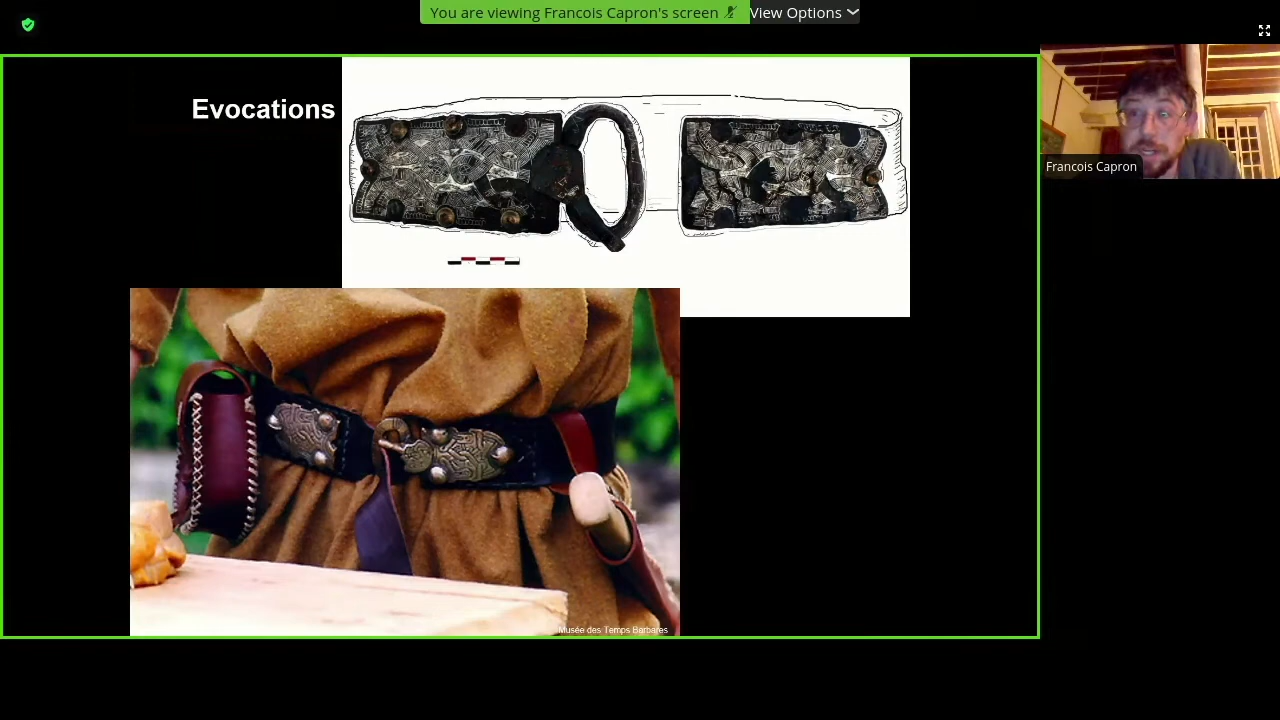 You are viewing Francois Capron's screen
View Options
Evocations
Francois Capron
Musée des Temps Barbares